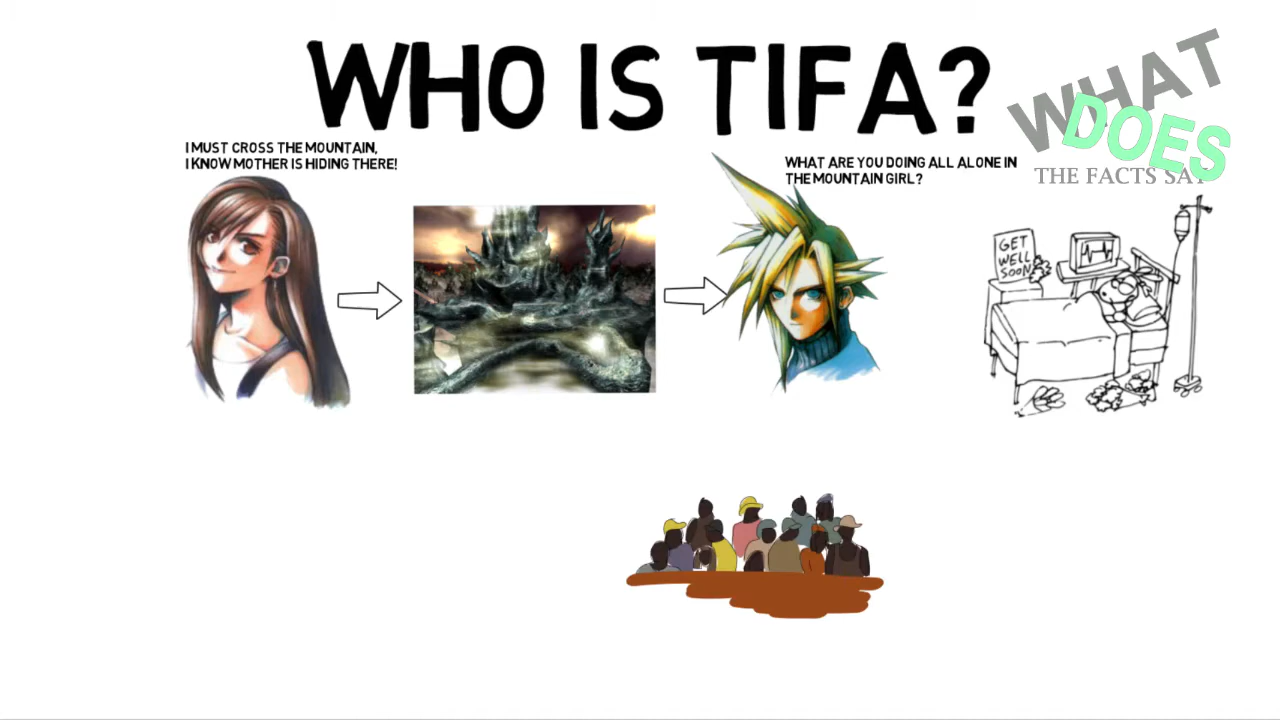 WHO IS TIFA?
WHAT
DOES
THE FACTS SAY
I MUST CROSS THE MOUNTAIN,
I KNOW MOTHER IS HIDING THERE!
WHAT ARE YOU DOING ALL ALONE IN
THE MOUNTAIN GIRL?
GET
WELL
SOON